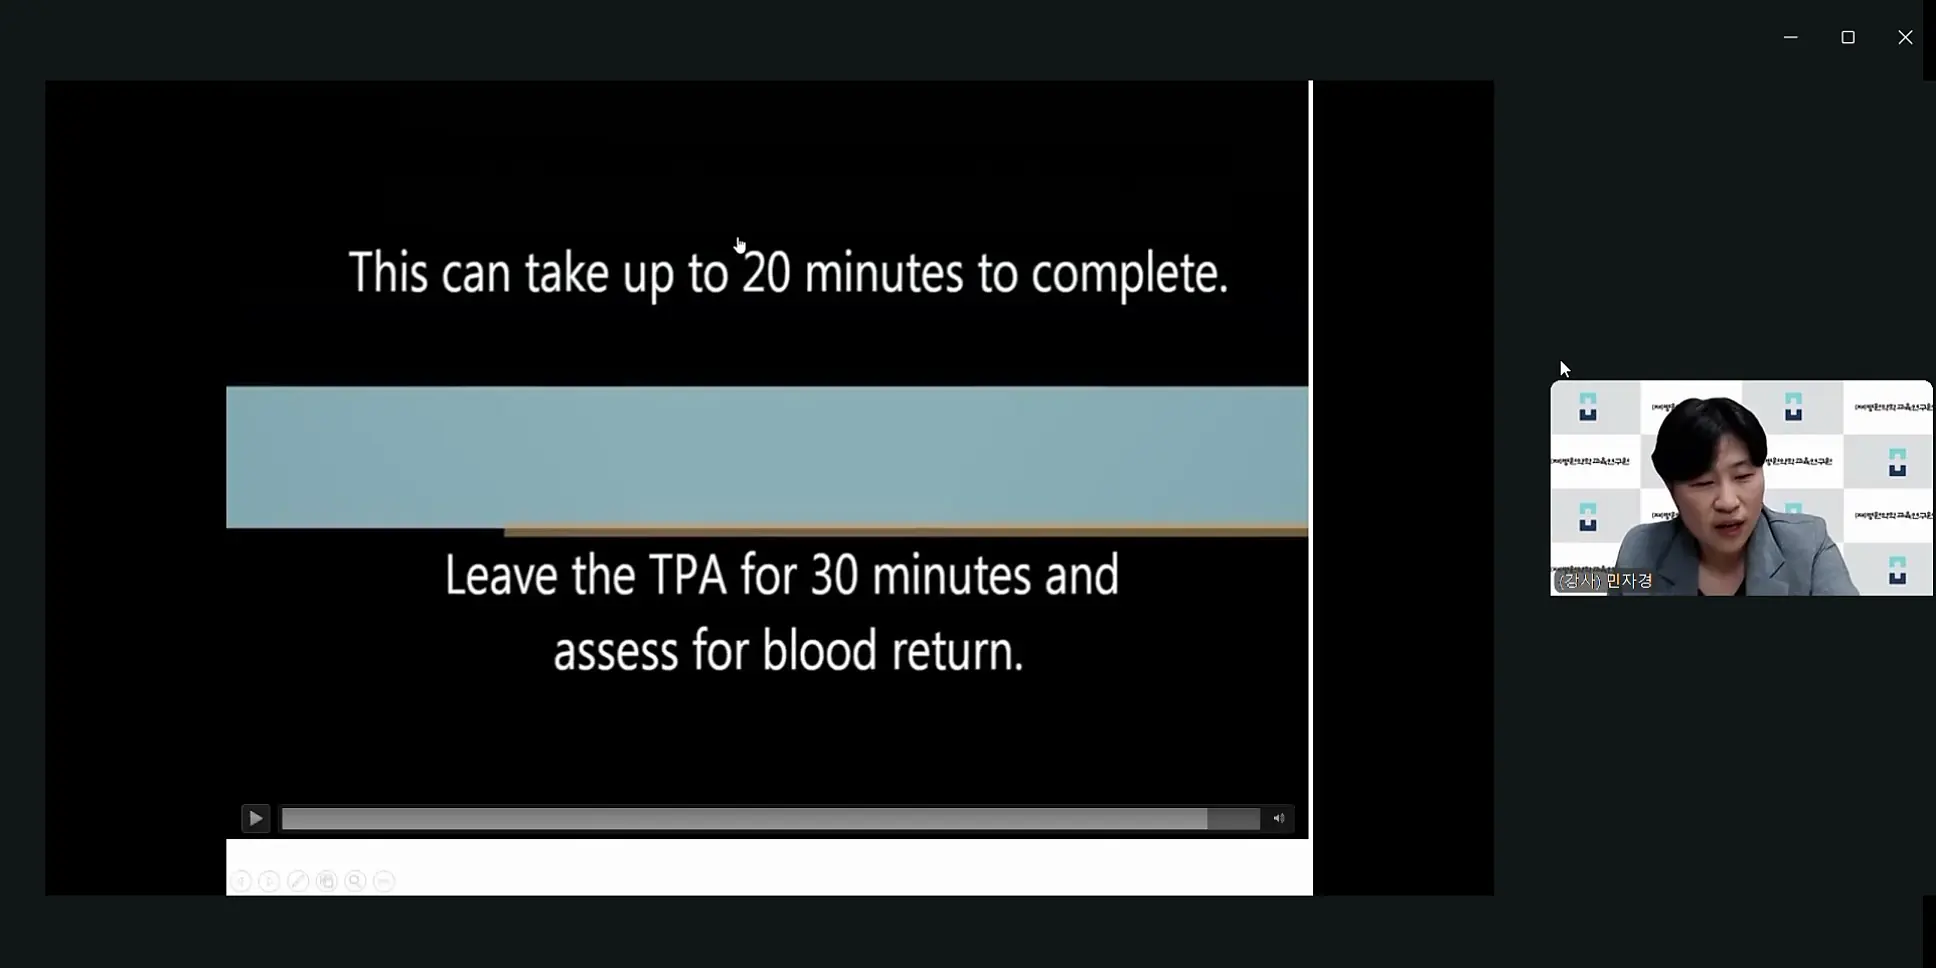 This can take up to 20 minutes to complete.
Leave the TPA for 30 minutes and
assess for blood return.
(강사) 민자경